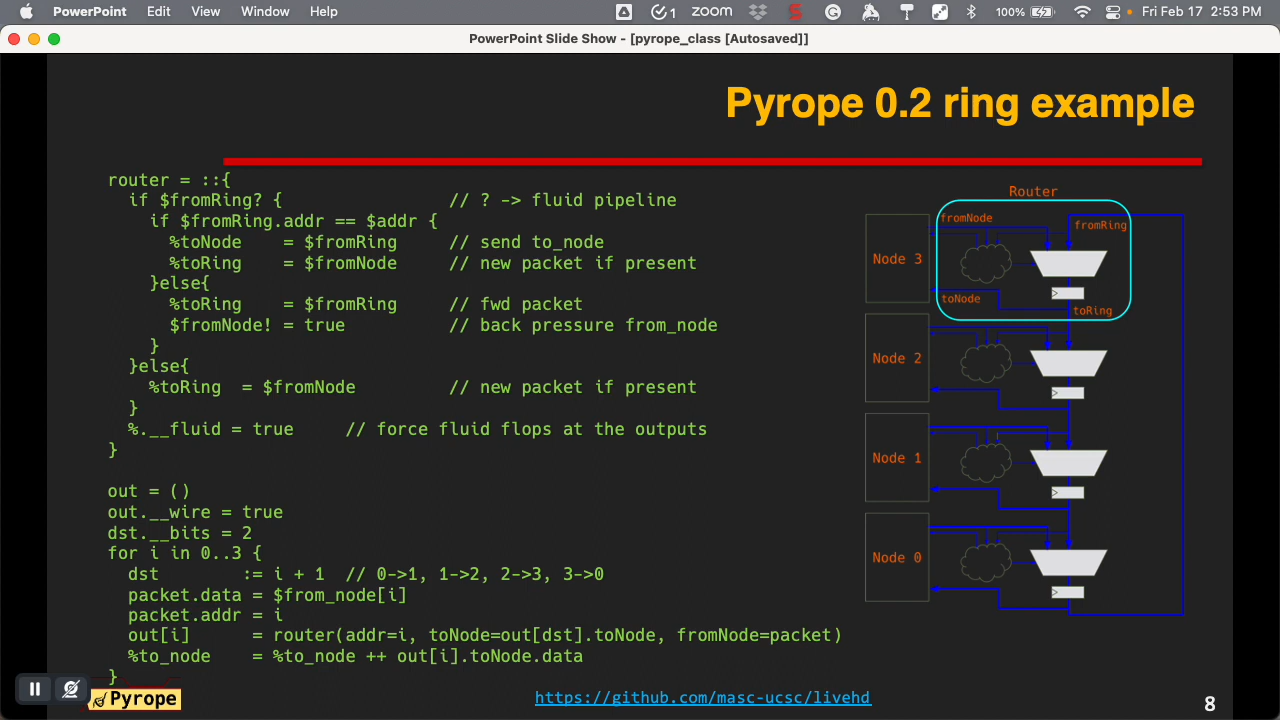 PowerPoint Edit View Window Help 1 zoom 100% Fri Feb 17 2:53 PM
PowerPoint Slide Show - [pyrope_class [Autosaved]]
Pyrope 0.2 ring example
router = ::{
if $fromRing? { // ? -> fluid pipeline
if $fromRing.addr == $addr {
%toNode = $fromRing // send to_node
%toRing = $fromNode // new packet if present
}else{
%toRing = $fromRing // fwd packet
$fromNode! = true // back pressure from_node
}
}else{
%toRing = $fromNode // new packet if present
}
%.__fluid = true // force fluid flops at the outputs
}
out = ()
out.__wire = true
dst.__bits = 2
for i in 0..3 {
dst := i + 1 // 0->1, 1->2, 2->3, 3->0
packet.data = $from_node[i]
packet.addr = i
out[i] = router(addr=i, toNode=out[dst].toNode, fromNode=packet)
%to_node = %to_node ++ out[i].toNode.data
}
Router
fromNode
fromRing
Node 3
toNode
toRing
Node 2
Node 1
Node 0
Pyrope
https://github.com/masc-ucsc/livehd
8